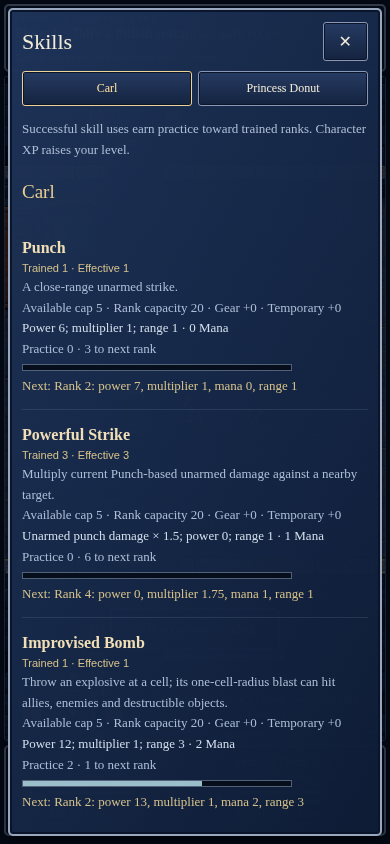 Skills
✕
Carl
Princess Donut
Successful skill uses earn practice toward trained ranks. Character
XP raises your level.
Carl
Punch
Trained 1 · Effective 1
A close-range unarmed strike.
Available cap 5 · Rank capacity 20 · Gear +0 · Temporary +0
Power 6; multiplier 1; range 1 · 0 Mana
Practice 0 · 3 to next rank
Next: Rank 2: power 7, multiplier 1, mana 0, range 1
Powerful Strike
Trained 3 · Effective 3
Multiply current Punch-based unarmed damage against a nearby
target.
Available cap 5 · Rank capacity 20 · Gear +0 · Temporary +0
Unarmed punch damage × 1.5; power 0; range 1 · 1 Mana
Practice 0 · 6 to next rank
Next: Rank 4: power 0, multiplier 1.75, mana 1, range 1
Improvised Bomb
Trained 1 · Effective 1
Throw an explosive at a cell; its one-cell-radius blast can hit
allies, enemies and destructible objects.
Available cap 5 · Rank capacity 20 · Gear +0 · Temporary +0
Power 12; multiplier 1; range 3 · 2 Mana
Practice 2 · 1 to next rank
Next: Rank 2: power 13, multiplier 1, mana 2, range 3